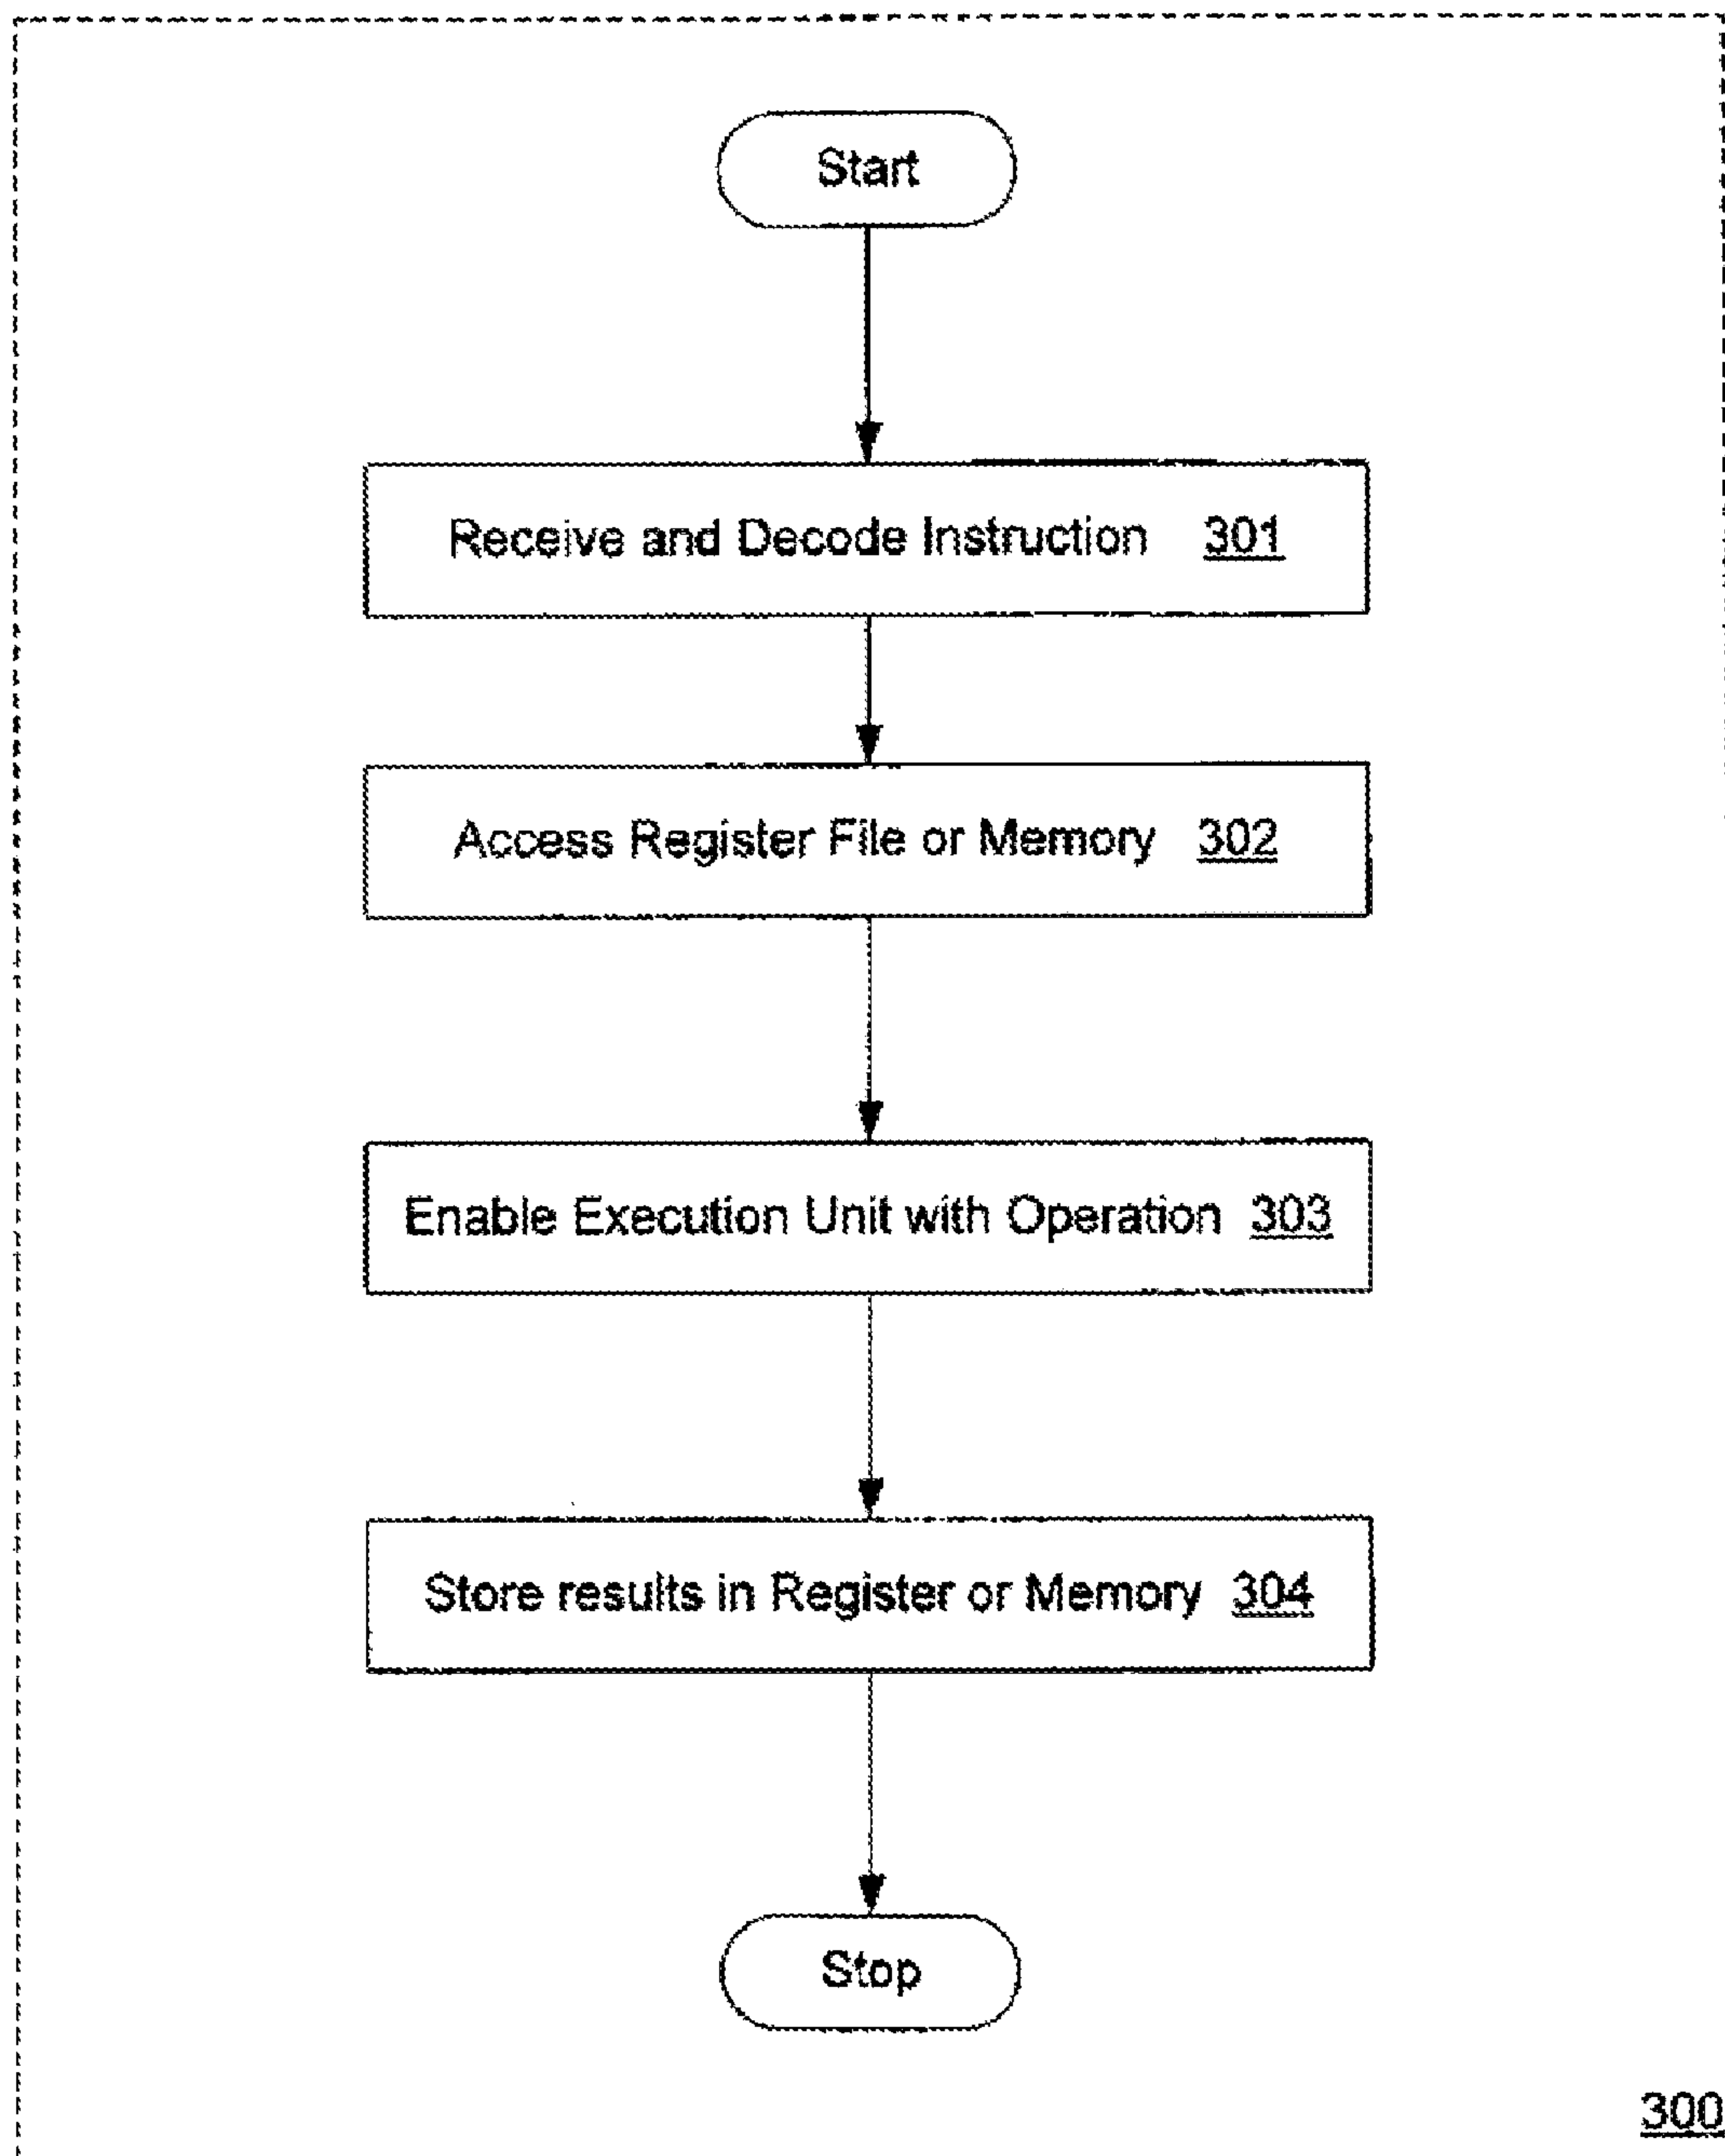 Start
Receive and Decode Instruction 301
Access Register File or Memory 302
Enable Execution Unit with Operation 303
Store results in Register or Memory 304
Stop
300